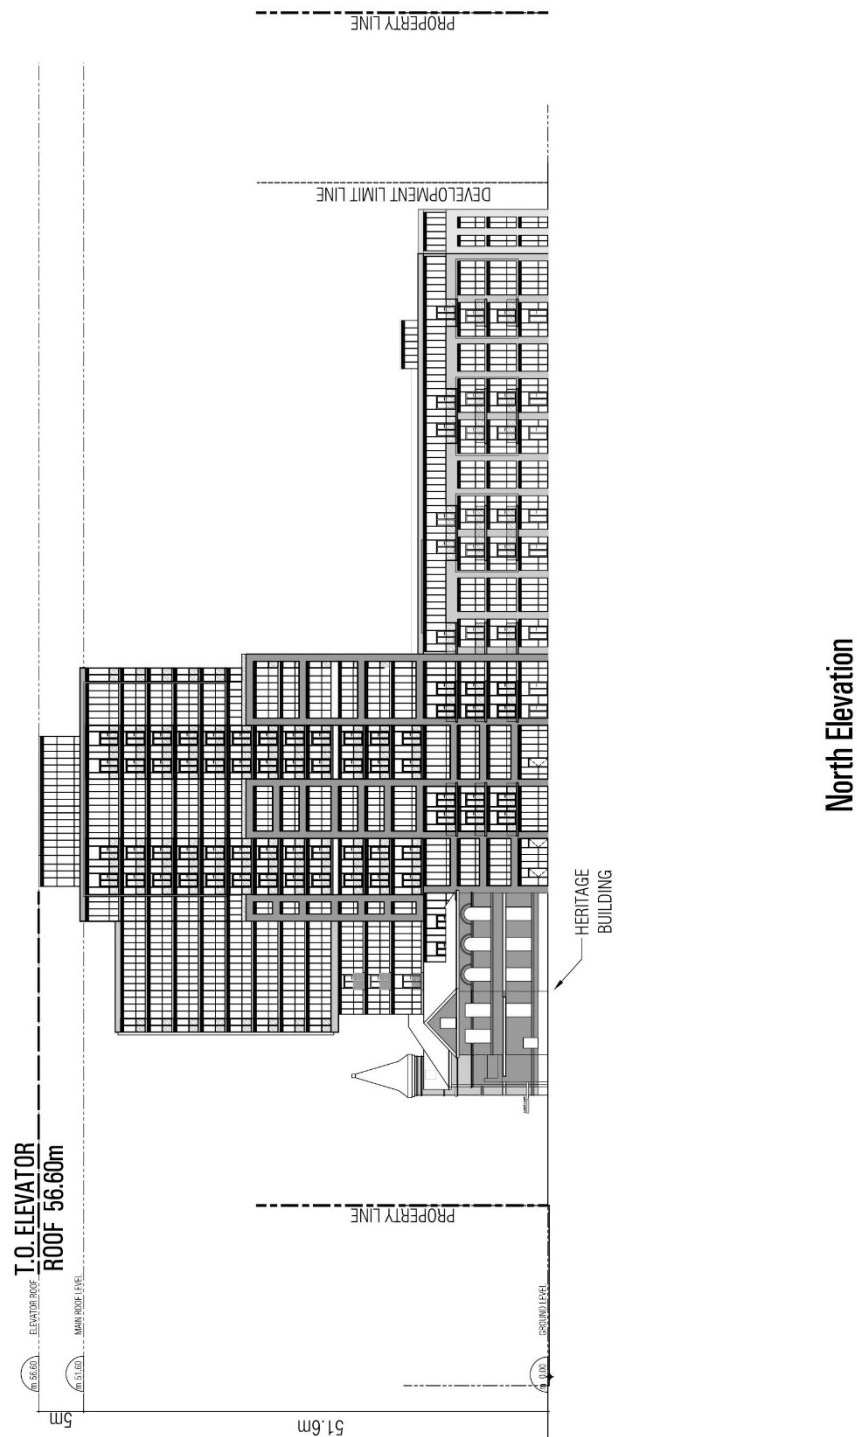 T.O. ELEVATOR
ROOF 56.60m
m 56.60
ELEVATOR ROOF
m 51.60
MAIN ROOF LEVEL
5m
51.6m
m 0.00
GROUND LEVEL
PROPERTY LINE
HERITAGE
BUILDING
DEVELOPMENT LIMIT LINE
PROPERTY LINE
North Elevation